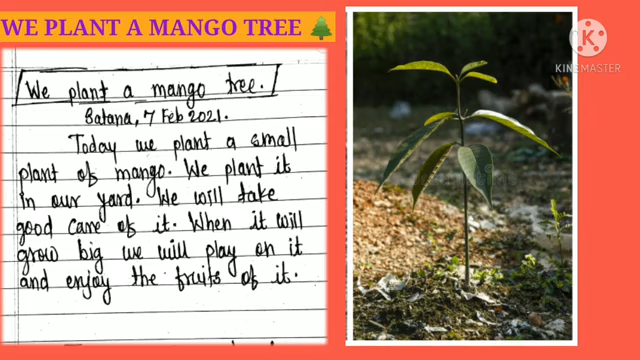 WE PLANT A MANGO TREE 🌲
We plant a mango tree.
Satana, 7 Feb 2021.
Today we plant a small
plant of mango. We plant it
in our yard. We will take
good care of it. When it will
grow big we will play on it
and enjoy the fruits of it.
KINEMASTER